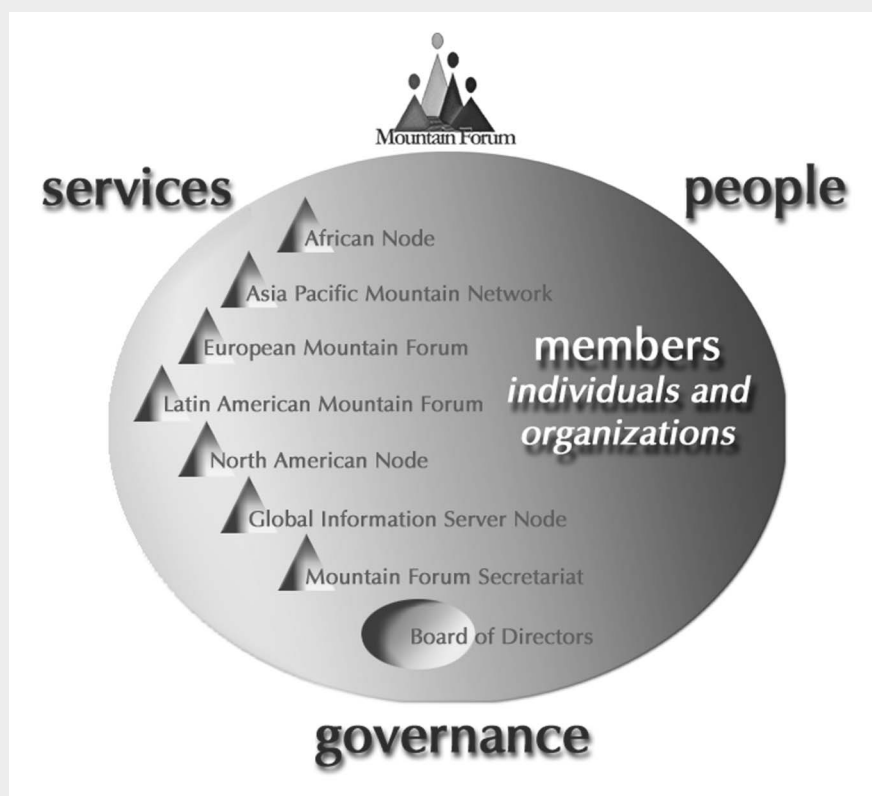 Mountain Forum
services
people
African Node
Asia Pacific Mountain Network
European Mountain Forum
members
individuals and
organizations
Latin American Mountain Forum
North American Node
Global Information Server Node
Mountain Forum Secretariat
Board of Directors
governance